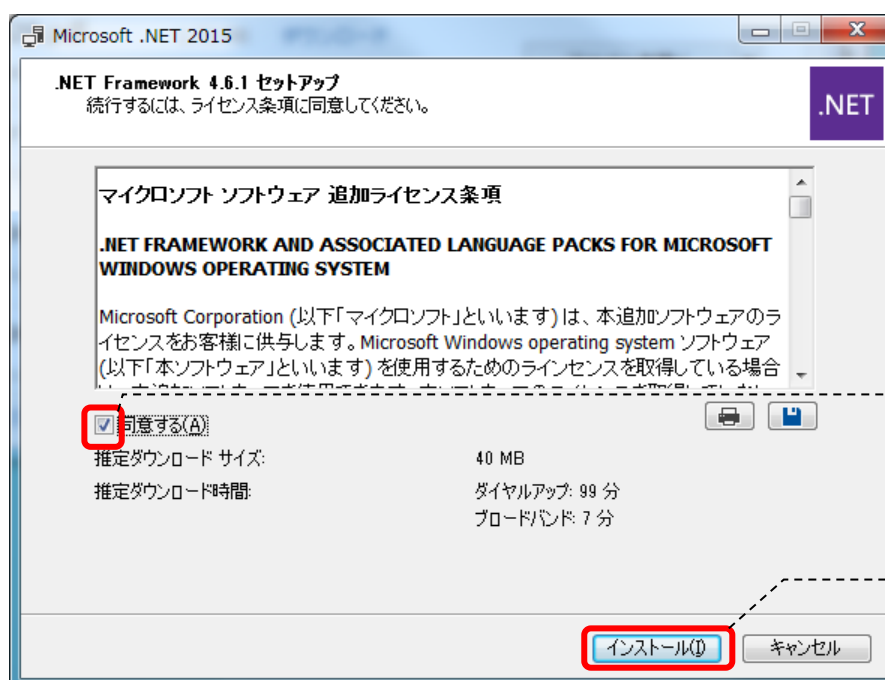 Microsoft .NET 2015
.NET Framework 4.6.1 セットアップ
続行するには、ライセンス条項に同意してください。
.NET
マイクロソフト ソフトウェア 追加ライセンス条項
.NET FRAMEWORK AND ASSOCIATED LANGUAGE PACKS FOR MICROSOFT
WINDOWS OPERATING SYSTEM
Microsoft Corporation (以下「マイクロソフト」といいます) は、本追加ソフトウェアのラ
イセンスをお客様に供与します。Microsoft Windows operating system ソフトウェア
(以下「本ソフトウェア」といいます) を使用するためのラインセンスを取得している場合
同意する(A)
推定ダウンロード サイズ: 40 MB
推定ダウンロード時間: ダイヤルアップ: 99 分
ブロードバンド: 7 分
インストール(I) キャンセル